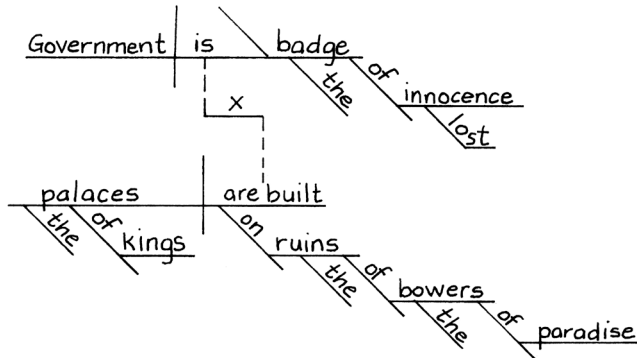 Government is badge
the of innocence
lost
x
palaces are built
the of kings on ruins
the of bowers
the of paradise